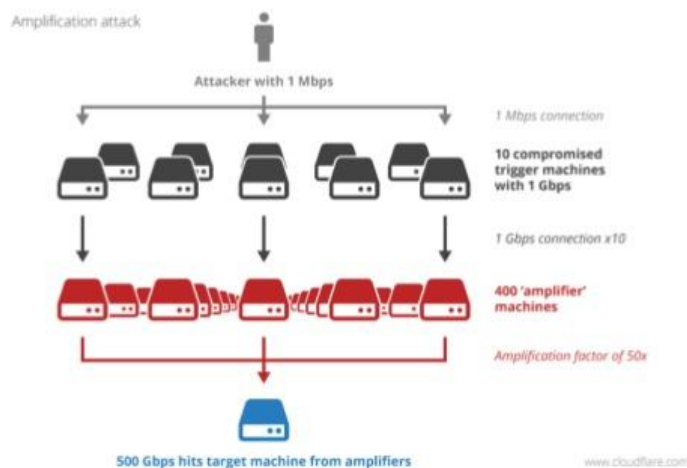 Amplification attack
Attacker with 1 Mbps
1 Mbps connection
10 compromised
trigger machines
with 1 Gbps
1 Gbps connection x10
400 'amplifier'
machines
Amplification factor of 50x
500 Gbps hits target machine from amplifiers
www.cloudflare.com